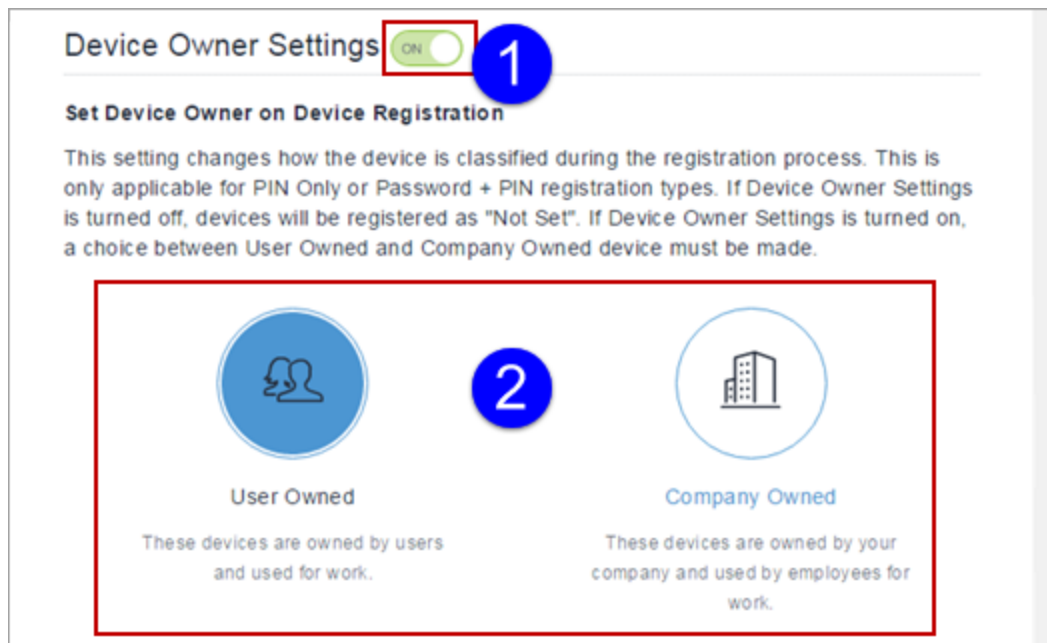 Device Owner Settings ON 1
Set Device Owner on Device Registration
This setting changes how the device is classified during the registration process. This is
only applicable for PIN Only or Password + PIN registration types. If Device Owner Settings
is turned off, devices will be registered as "Not Set". If Device Owner Settings is turned on,
a choice between User Owned and Company Owned device must be made.
2
User Owned
These devices are owned by users
and used for work.
Company Owned
These devices are owned by your
company and used by employees for
work.